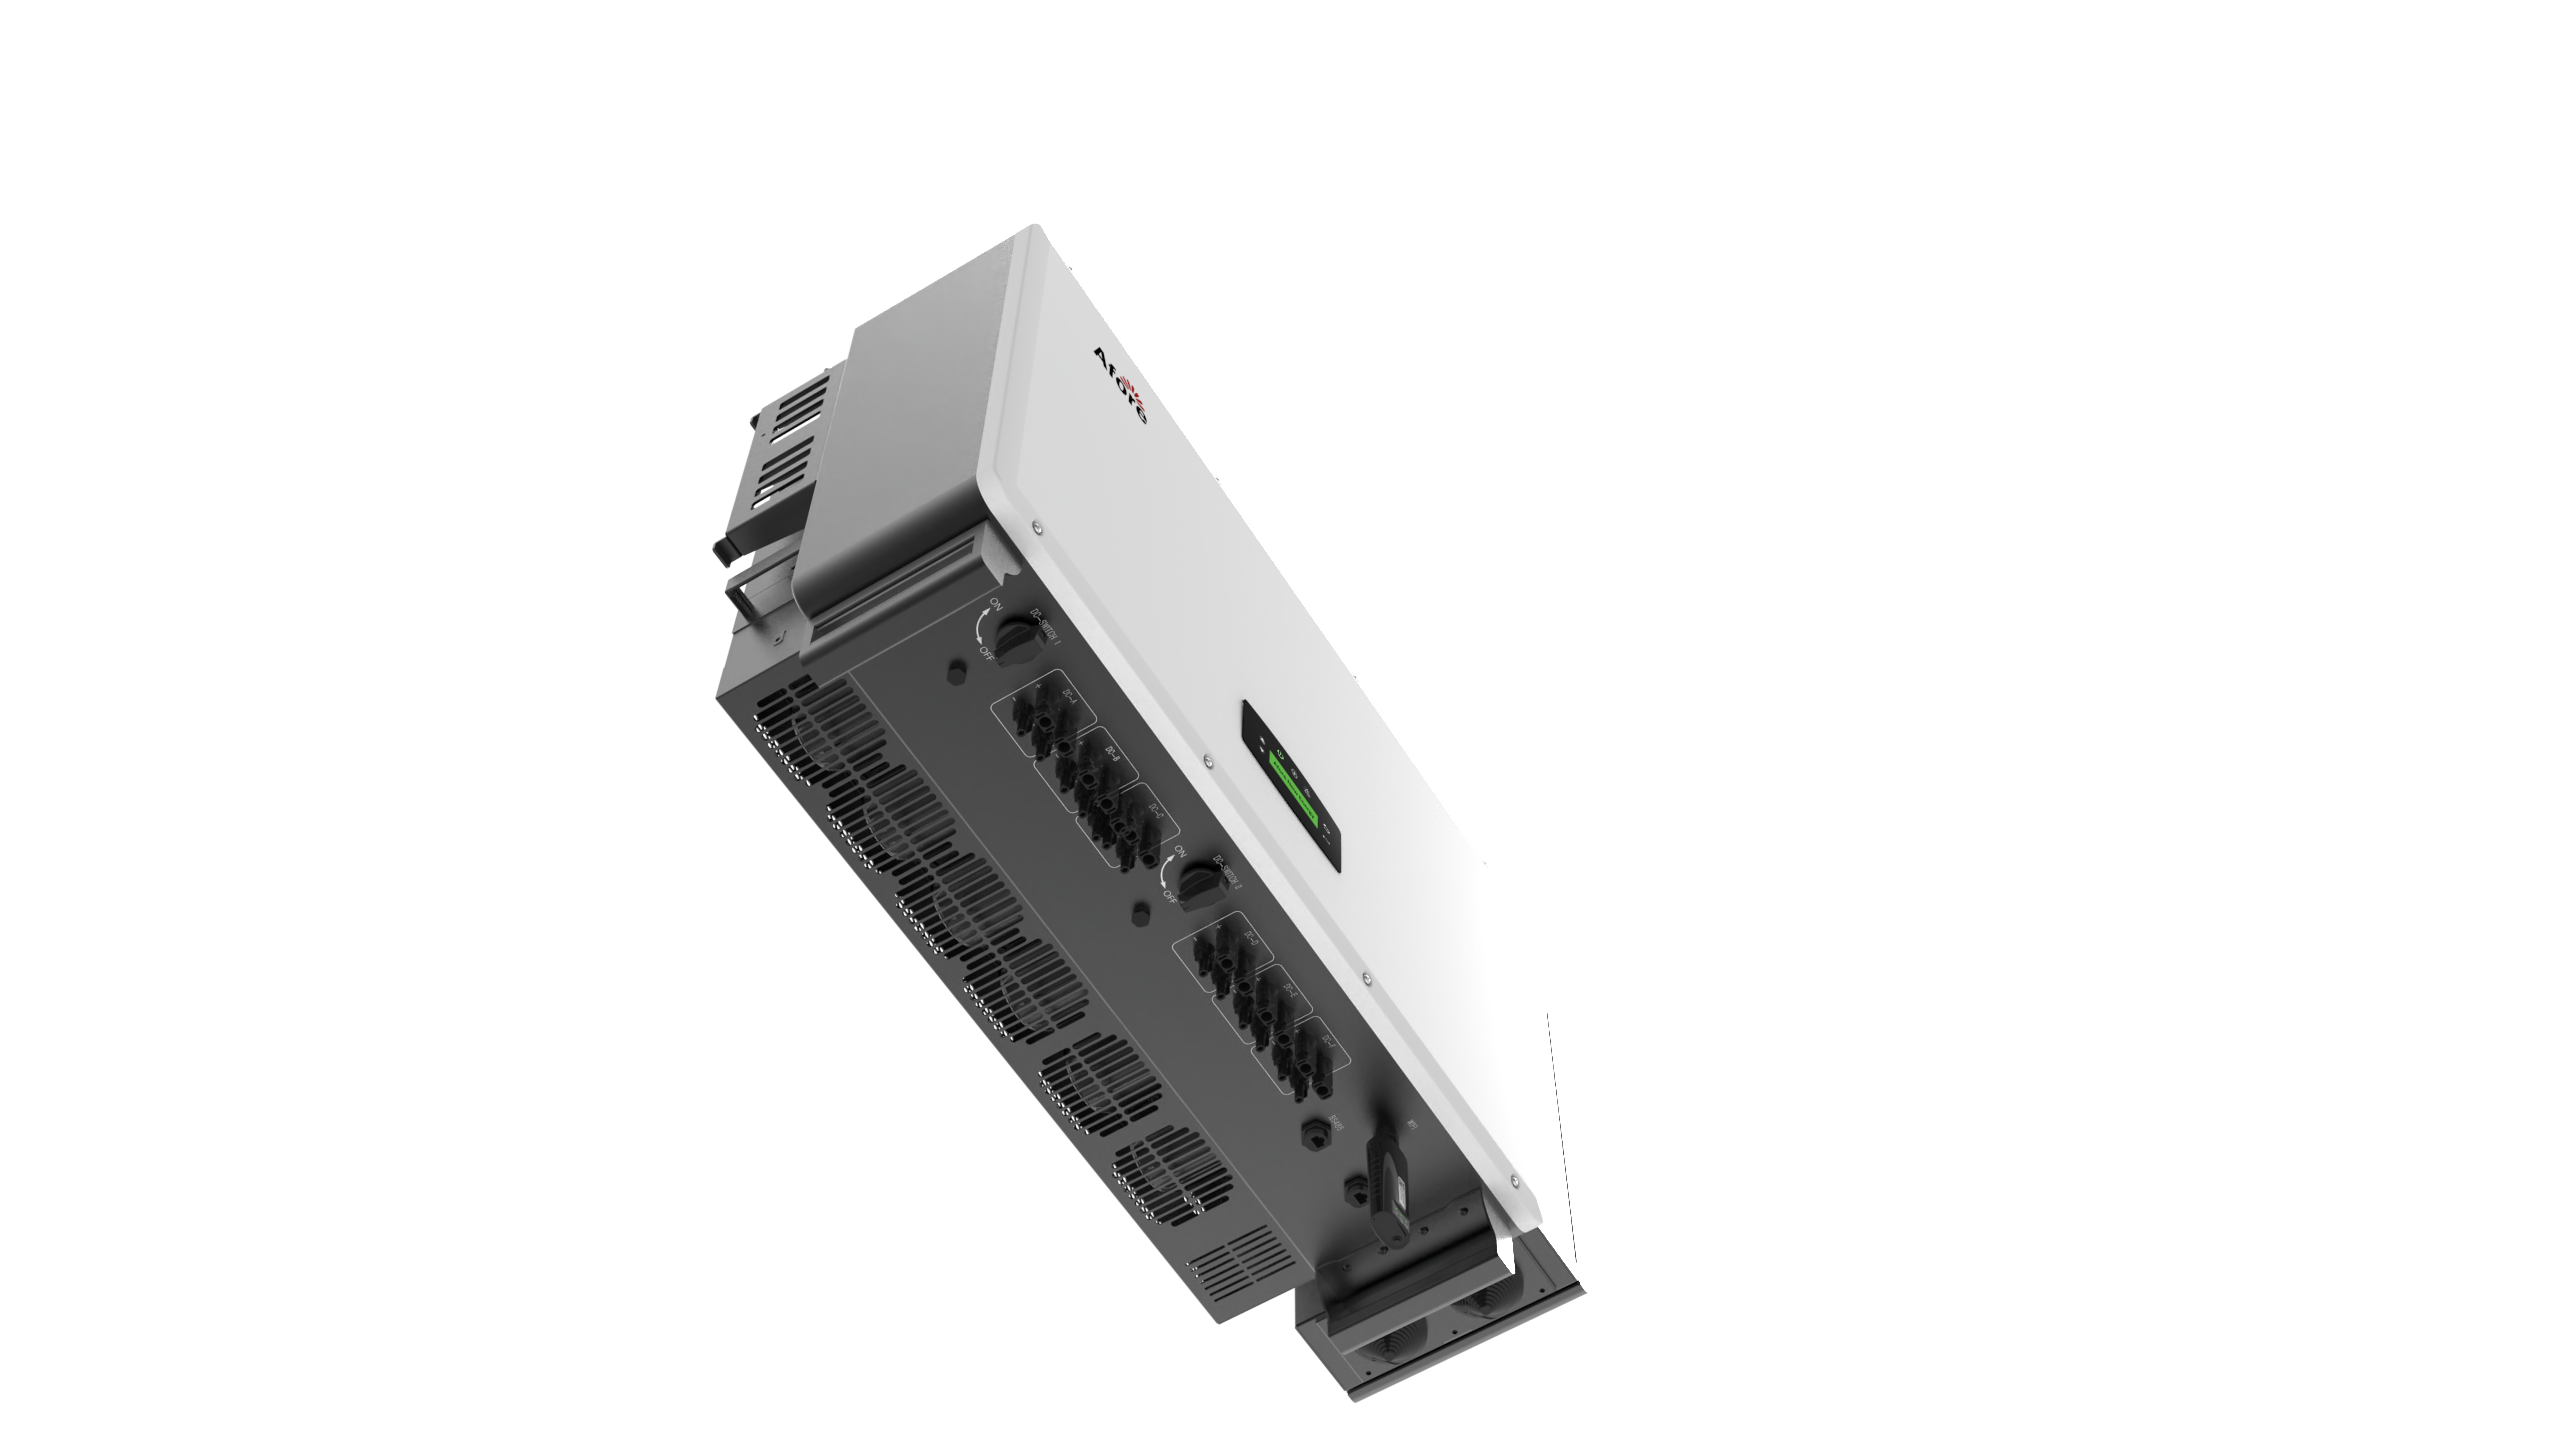 Afore
ON
OFF
DC-SWITCH 1
+
-
DC-A
+
-
DC-B
DC-C
ON
OFF
DC-SWITCH 2
+
-
DC-D
+
-
DC-E
+
DC-F
RS485
WIFI